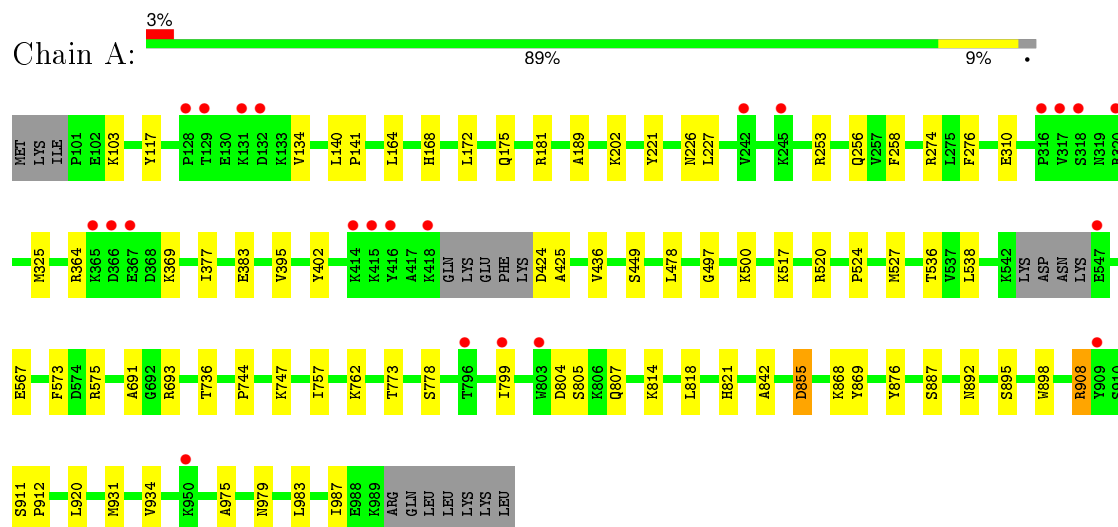 3%
Chain A:
89% 9% •
MET LYS ILE P101 E102 K103 Y117 P128 T129 E130 K131 D132 K133 V134 L140 P141 L164 H168 L172 Q175 R181 A189 K202 Y221 N226 L227 V242 K245 R253 Q256 V257 F258 R274 L275 F276 E310 P316 V317 S318 N319
M325 R364 K365 D366 E367 D368 K369 I377 E383 V395 Y402 K414 K415 Y416 A417 K418 GLN LYS GLU PHE LYS D424 A425 V436 S449 L478 G497 K500 K517 R520 P524 M527 T536 V537 L538 K542 LYS ASP ASN LYS E547
E567 F573 D574 R575 A691 G692 R693 T736 P744 K747 I757 K762 T773 S778 T796 I799 W803 D804 S805 K806 Q807 K814 L818 H821 A842 D855 K868 Y869 Y876 S887 N892 S895 W898 R908 Y909
S911 P912 L920 M931 V934 K950 A975 N979 L983 I987 E988 K989 ARG GLN LEU LEU LYS LYS LEU